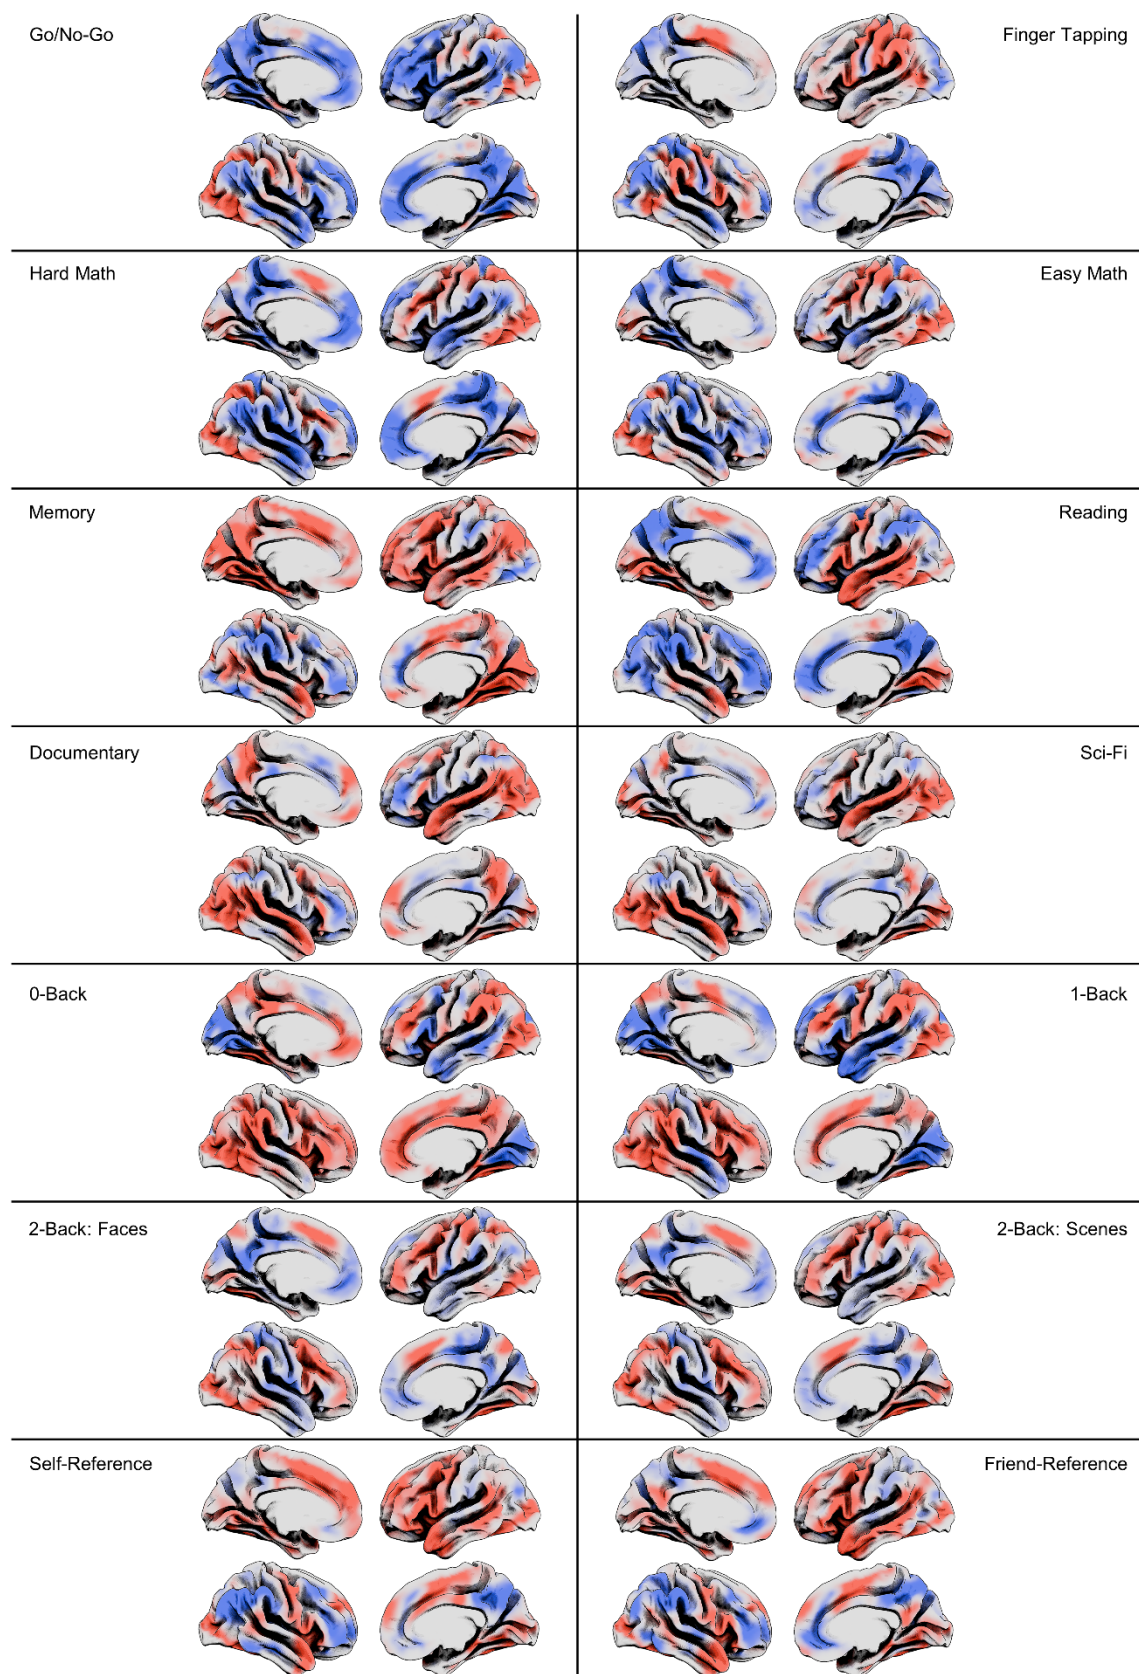 Go/No-Go
Finger Tapping
Hard Math
Easy Math
Memory
Reading
Documentary
Sci-Fi
0-Back
1-Back
2-Back: Faces
2-Back: Scenes
Self-Reference
Friend-Reference